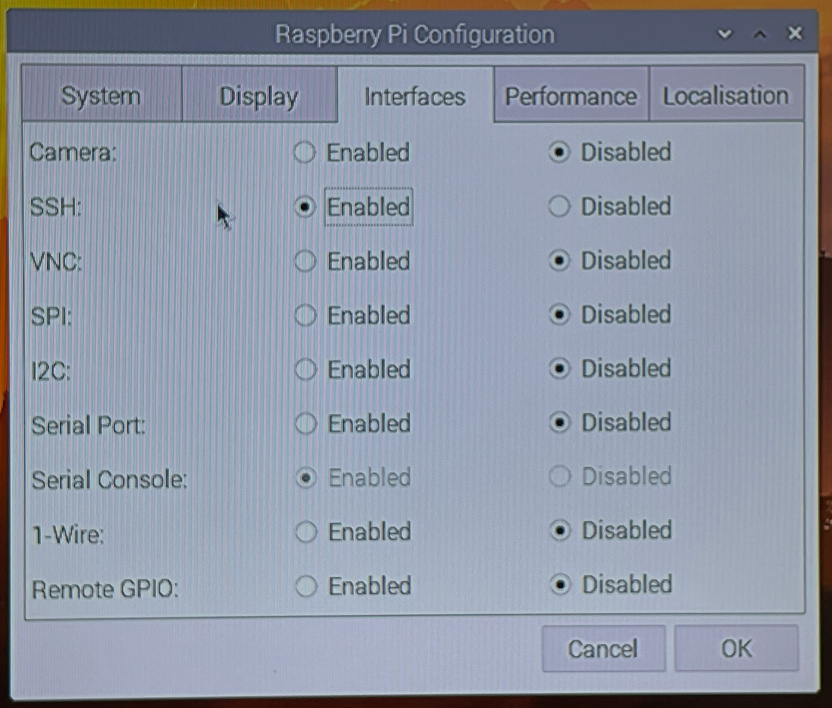 Raspberry Pi Configuration
System Display Interfaces Performance Localisation
Camera: Enabled Disabled
SSH: Enabled Disabled
VNC: Enabled Disabled
SPI: Enabled Disabled
I2C: Enabled Disabled
Serial Port: Enabled Disabled
Serial Console: Enabled Disabled
1-Wire: Enabled Disabled
Remote GPIO: Enabled Disabled
Cancel OK